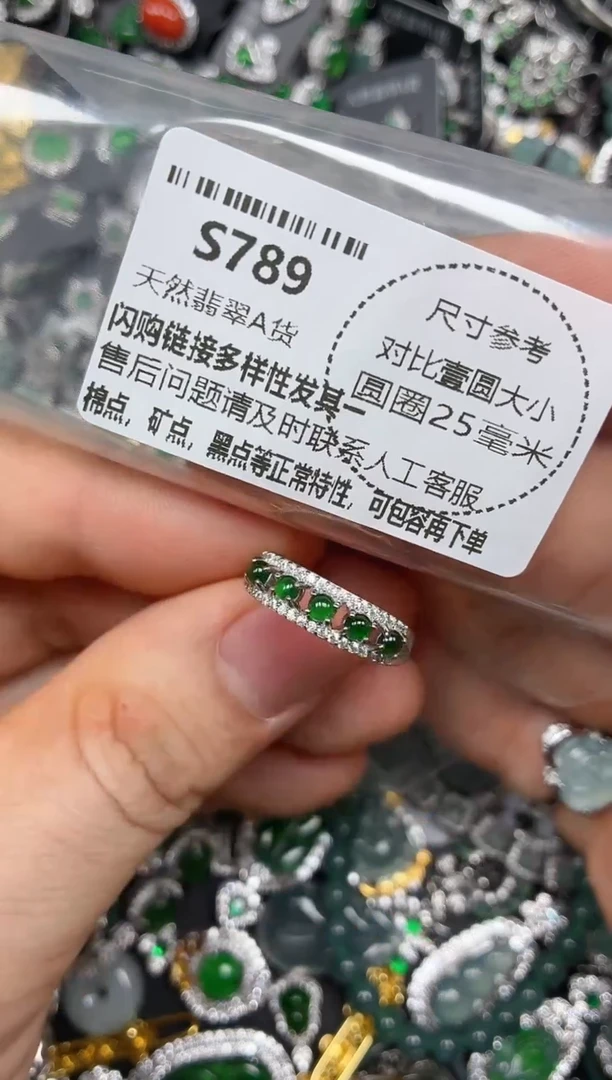 S789
天然翡翠A货
闪购链接多样性发其一
售后问题请及时联系人工客服
棉点，矿点，黑点等正常特性，可包容再下单
尺寸参考
对比壹圆大小
圆圈25毫米